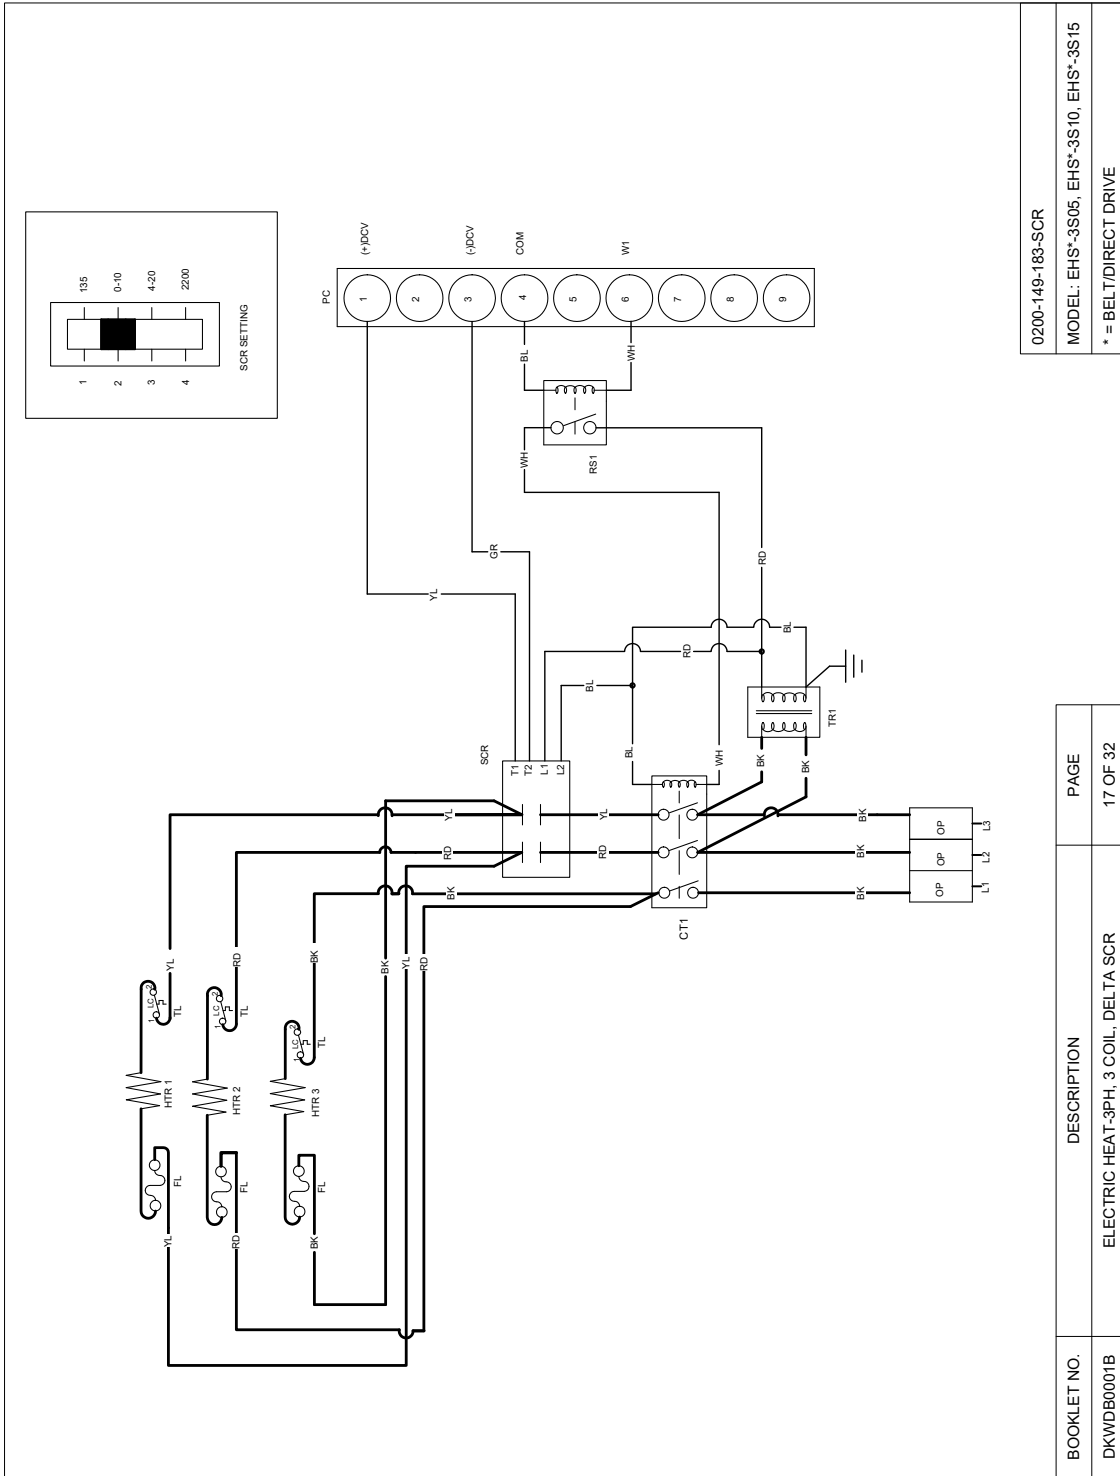 135
0-10
4-20
2200
1
2
3
4
SCR SETTING
PC
(+)DCV
(-)DCV
COM
W1
1
2
3
4
5
6
7
8
9
BL
WH
RS1
WH
GR
YL
RD
BL
RD
BL
BL
WH
TR1
BK
BK
SCR
T1
T2
L1
L2
YL
RD
YL
RD
BK
CT1
BK
BK
BK
OP
OP
OP
L1
L2
L3
YL
RD
BK
BK
YL
RD
1
LC
2
TL
1
LC
2
TL
1
LC
2
TL
HTR 1
HTR 2
HTR 3
FL
FL
FL
YL
RD
BK
0200-149-183-SCR
MODEL: EHS*-3S05, EHS*-3S10, EHS*-3S15
* = BELT/DIRECT DRIVE
BOOKLET NO.
DESCRIPTION
PAGE
DKWDB0001B
ELECTRIC HEAT-3PH, 3 COIL, DELTA SCR
17 OF 32